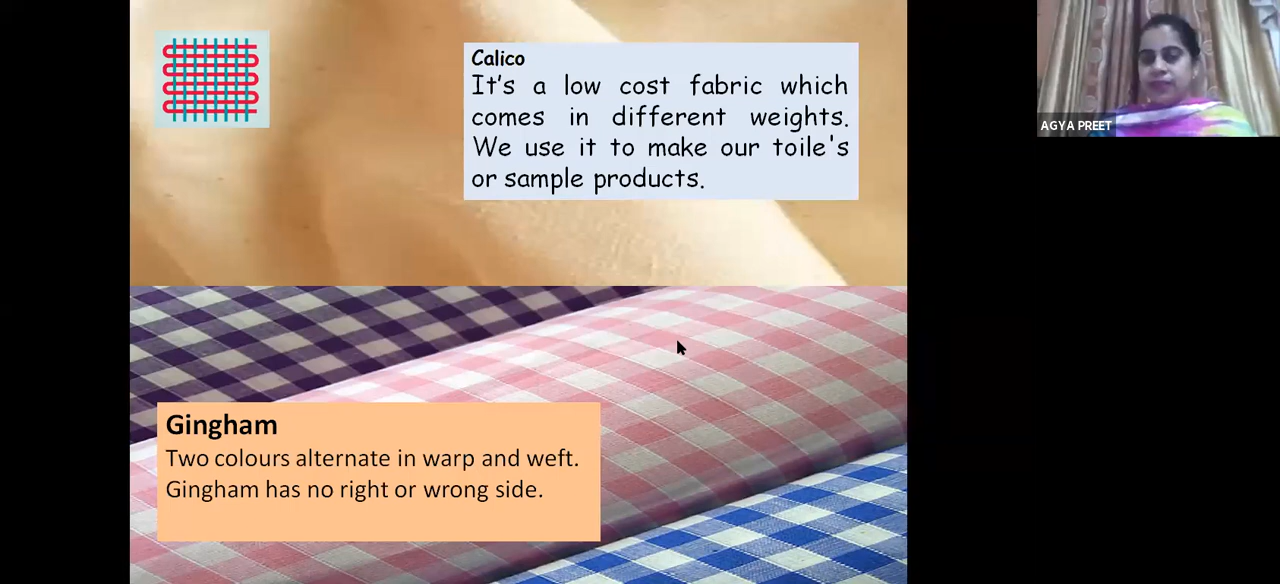 Calico
It's a low cost fabric which
comes in different weights.
We use it to make our toile's
or sample products.
AGYA PREET
Gingham
Two colours alternate in warp and weft.
Gingham has no right or wrong side.